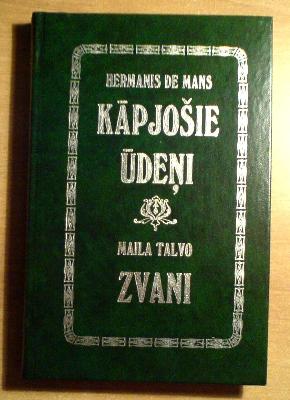 HERMANIS DE MANS
KĀPJOŠIE
ŪDEŅI
MAILA TALVO
ZVANI